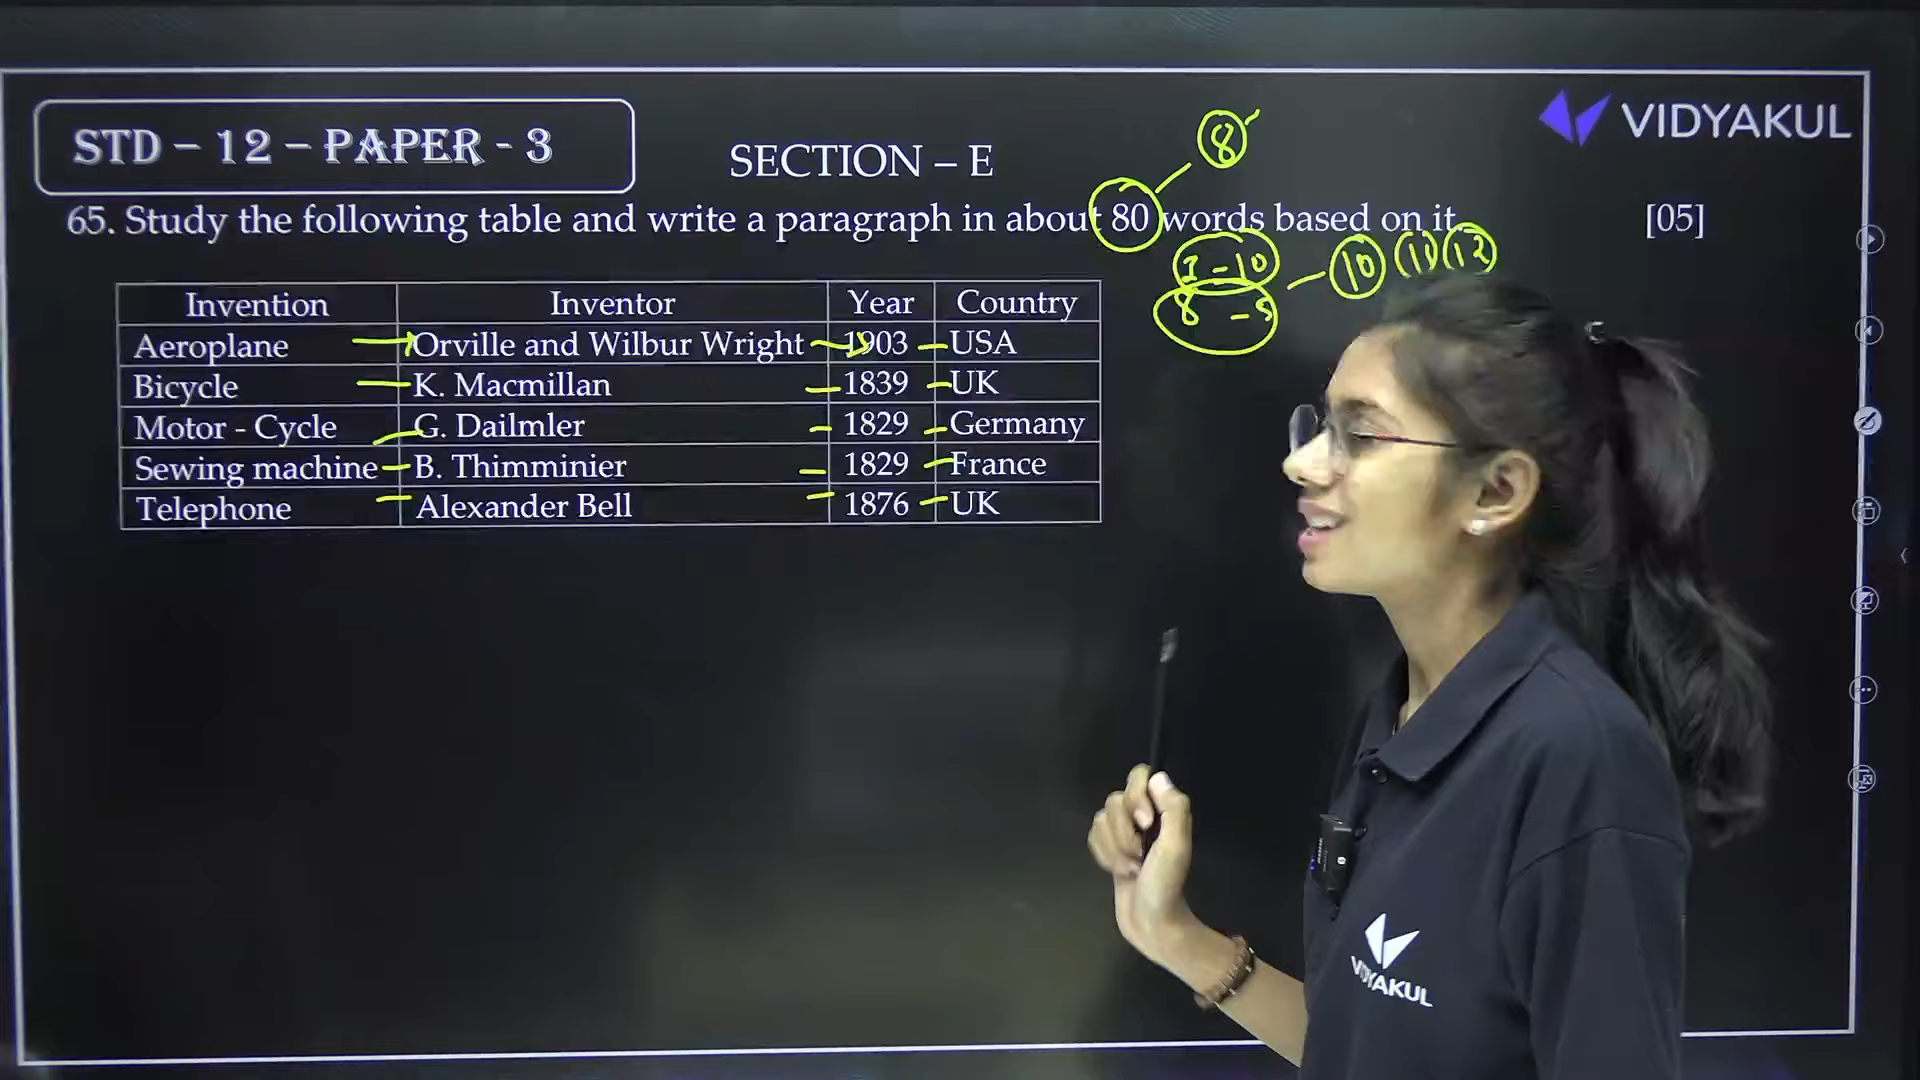 STD – 12 – PAPER - 3
VIDYAKUL
SECTION – E
8
65. Study the following table and write a paragraph in about 80 words based on it. [05]
10 11 12
8 - 5
Invention Inventor Year Country
Aeroplane Orville and Wilbur Wright 1903 USA
Bicycle K. Macmillan 1839 UK
Motor - Cycle G. Dailmler 1829 Germany
Sewing machine B. Thimminier 1829 France
Telephone Alexander Bell 1876 UK
VIDYAKUL